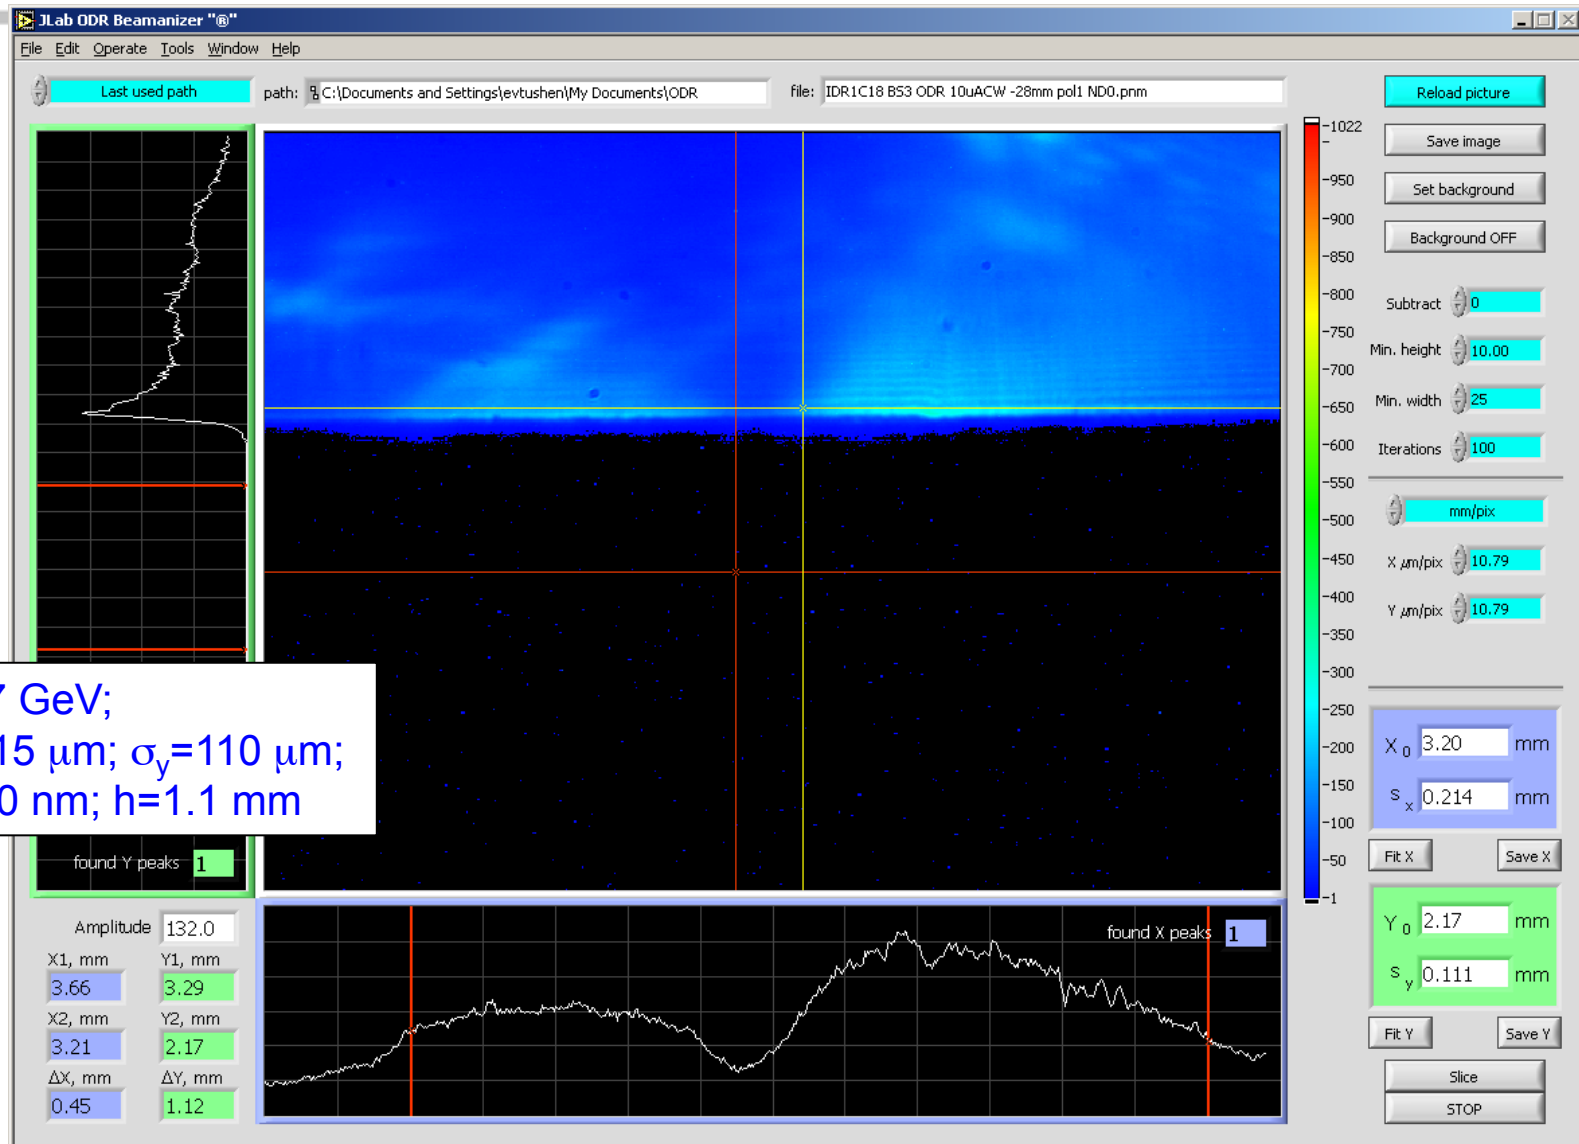 JLab ODR Beamanizer "®"
File Edit Operate Tools Window Help
Last used path path: C:\Documents and Settings\evtushen\My Documents\ODR file: IDR1C18 BS3 ODR 10uACW -28mm pol1 ND0.pnm
Reload picture
Save image
Set background
Background OFF
Subtract 0
Min. height 10.00
Min. width 25
Iterations 100
mm/pix
X µm/pix 10.79
Y µm/pix 10.79
-1022
-950
-900
-850
-800
-750
-700
-650
-600
-550
-500
-450
-400
-350
-300
-250
-200
-150
-100
-50
-1
GeV;
15 µm; σy=110 µm;
0 nm; h=1.1 mm
found Y peaks 1
found X peaks 1
X0 3.20 mm
Sx 0.214 mm
Fit X Save X
Y0 2.17 mm
Sy 0.111 mm
Fit Y Save Y
Slice
STOP
Amplitude 132.0
X1, mm Y1, mm
3.66 3.29
X2, mm Y2, mm
3.21 2.17
ΔX, mm ΔY, mm
0.45 1.12